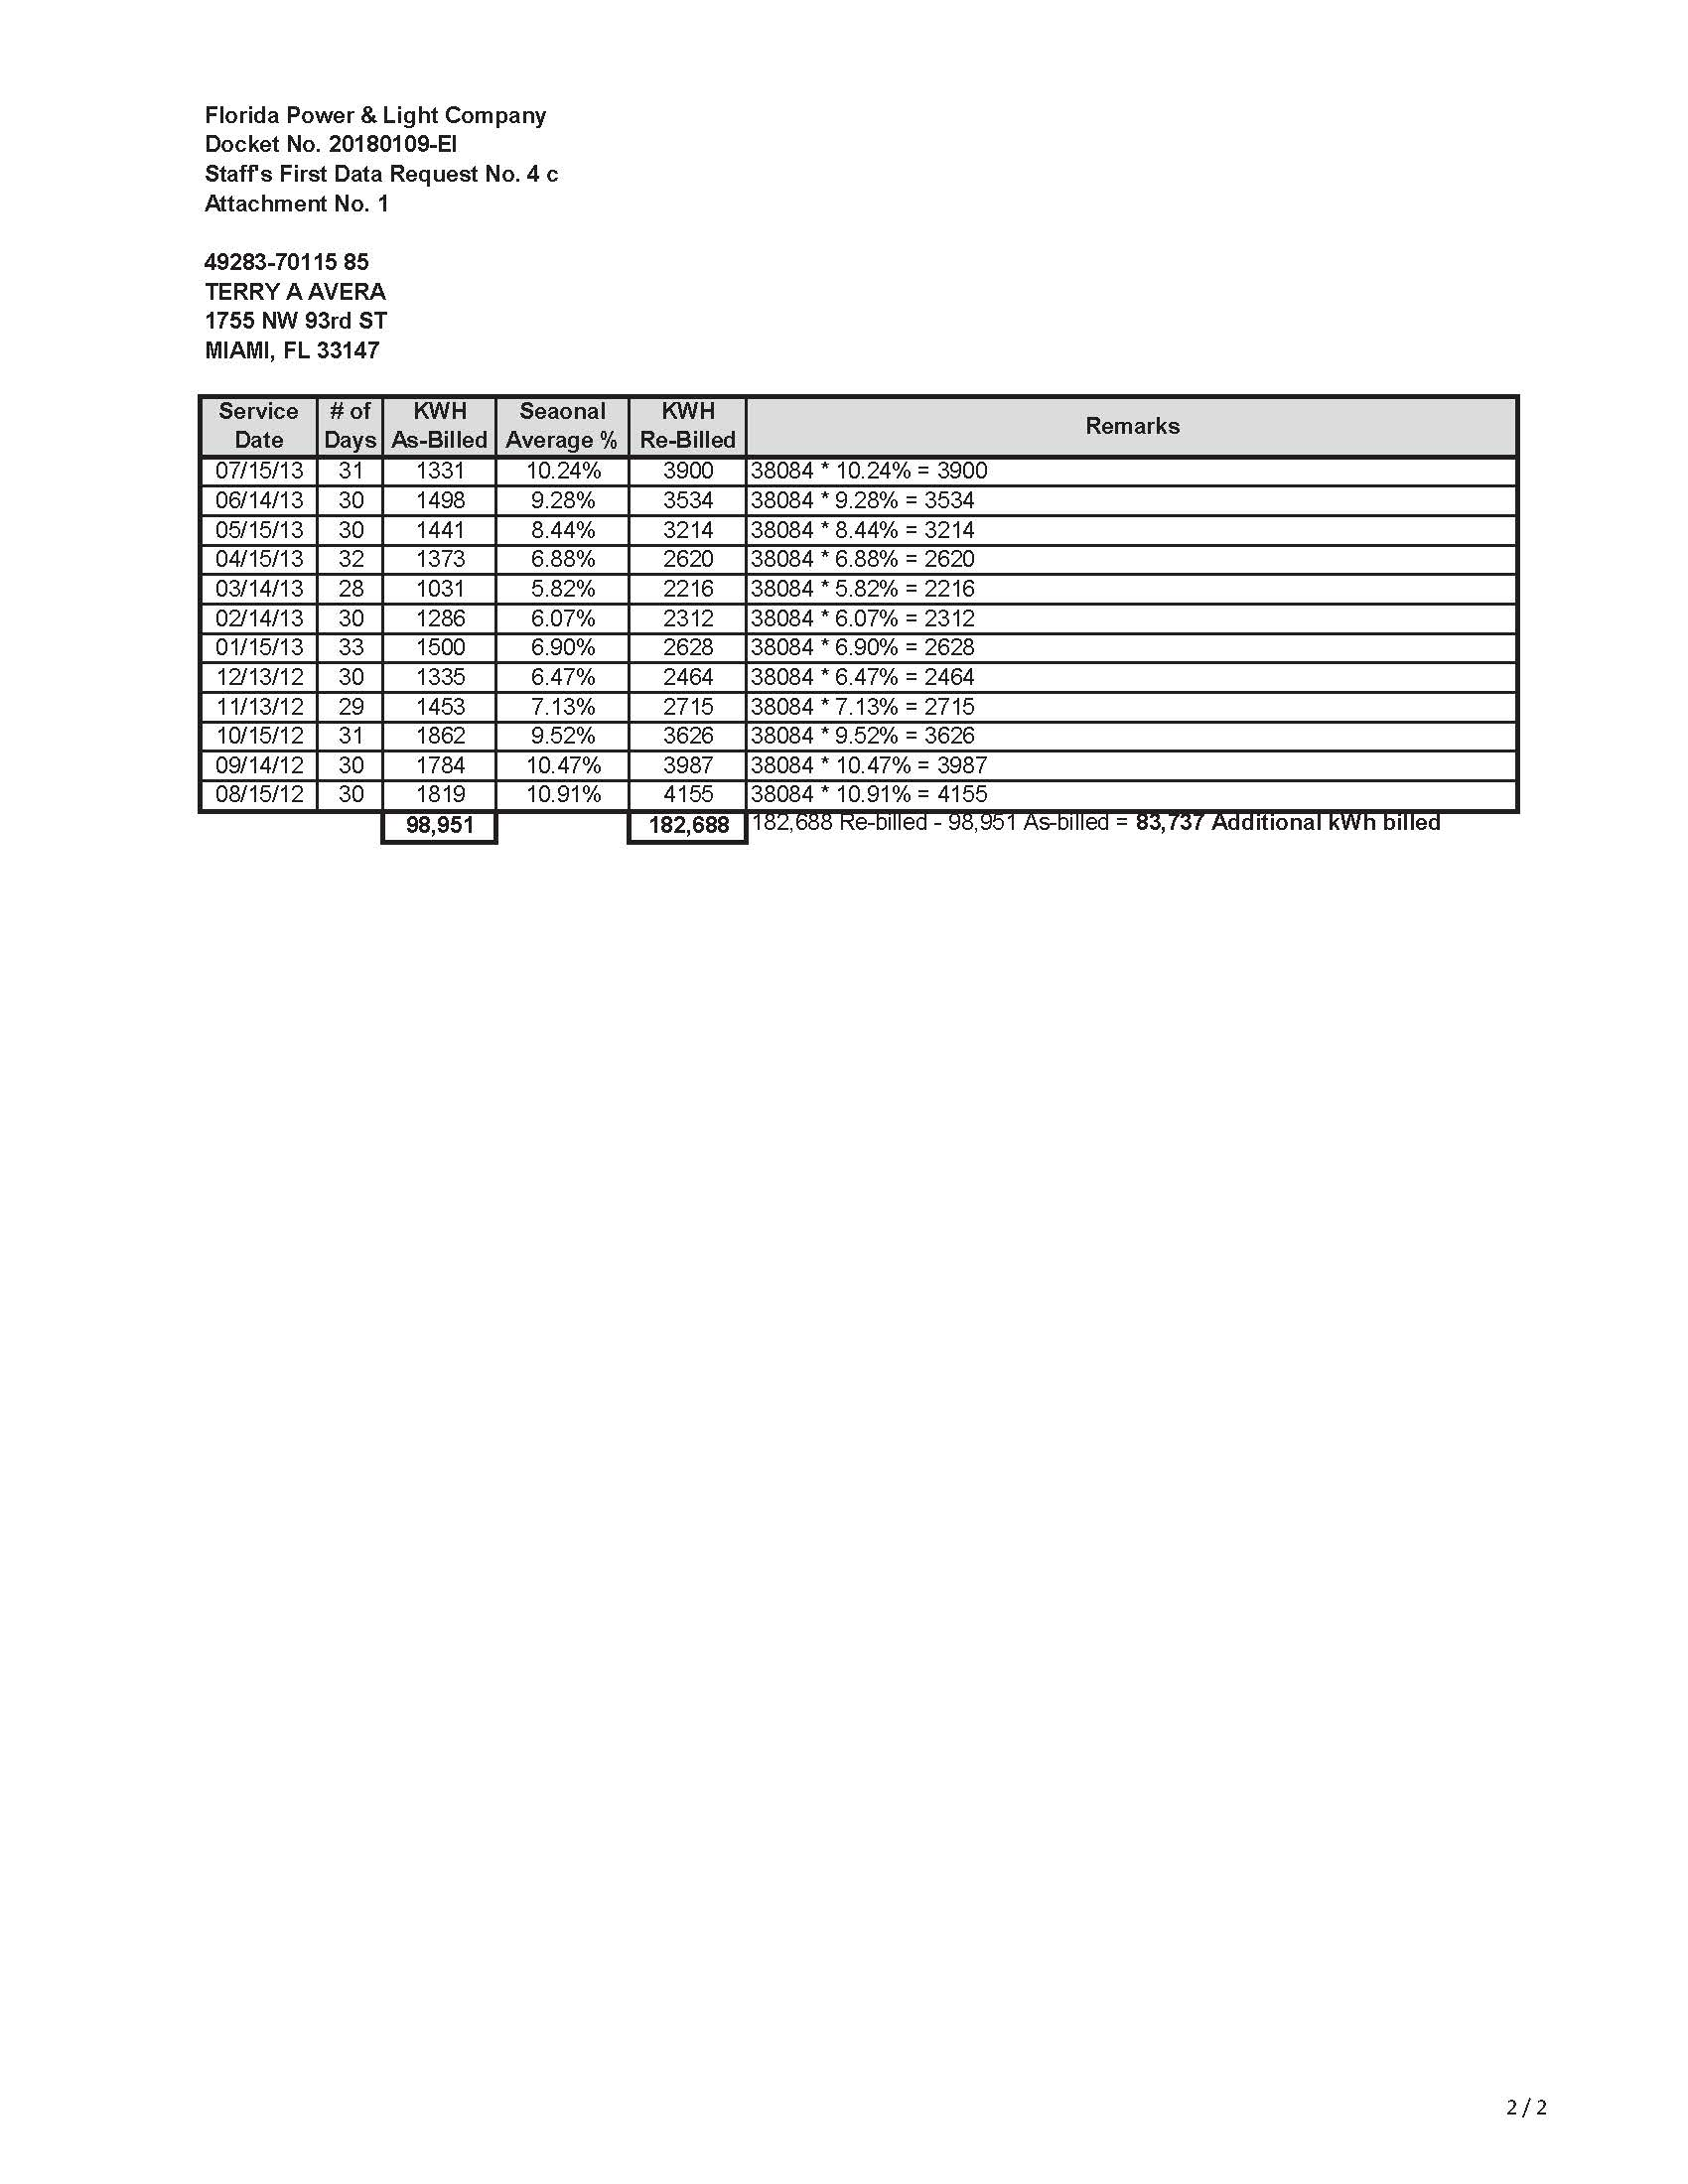 Florida Power & Light Company
Docket No. 20180109-EI
Staff's First Data Request No. 4 c
Attachment No. 1
49283-70115 85
TERRY A AVERA
1755 NW 93rd ST
MIAMI, FL 33147
Service Date # of Days KWH As-Billed Seaonal Average % KWH Re-Billed Remarks
07/15/13 31 1331 10.24% 3900 38084 * 10.24% = 3900
06/14/13 30 1498 9.28% 3534 38084 * 9.28% = 3534
05/15/13 30 1441 8.44% 3214 38084 * 8.44% = 3214
04/15/13 32 1373 6.88% 2620 38084 * 6.88% = 2620
03/14/13 28 1031 5.82% 2216 38084 * 5.82% = 2216
02/14/13 30 1286 6.07% 2312 38084 * 6.07% = 2312
01/15/13 33 1500 6.90% 2628 38084 * 6.90% = 2628
12/13/12 30 1335 6.47% 2464 38084 * 6.47% = 2464
11/13/12 29 1453 7.13% 2715 38084 * 7.13% = 2715
10/15/12 31 1862 9.52% 3626 38084 * 9.52% = 3626
09/14/12 30 1784 10.47% 3987 38084 * 10.47% = 3987
08/15/12 30 1819 10.91% 4155 38084 * 10.91% = 4155
98,951 182,688 182,688 Re-billed - 98,951 As-billed = 83,737 Additional kWh billed
2 / 2